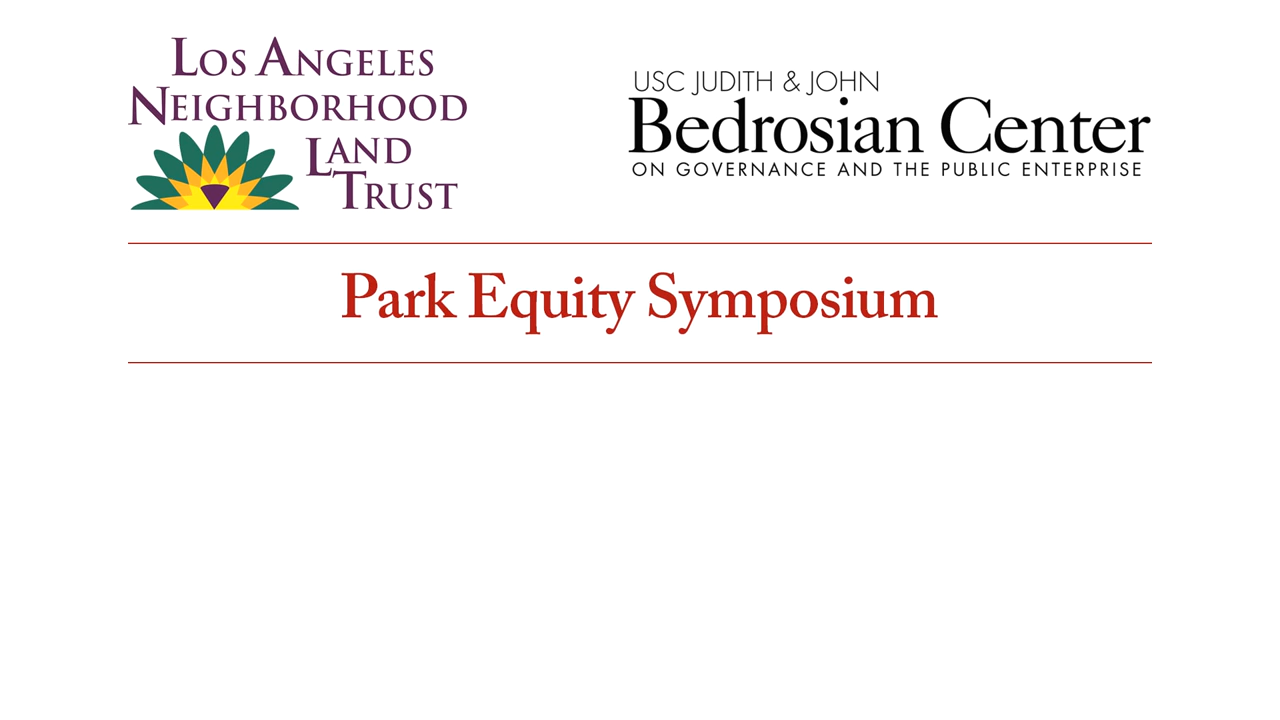 Los Angeles
Neighborhood
Land
Trust
USC JUDITH & JOHN
Bedrosian Center
ON GOVERNANCE AND THE PUBLIC ENTERPRISE
Park Equity Symposium